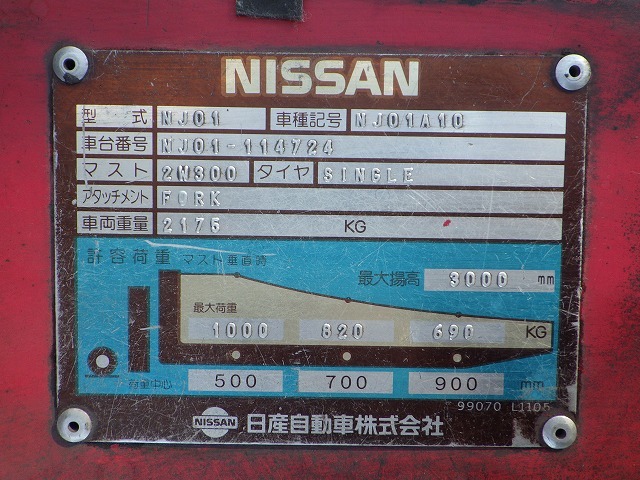 NISSAN
型式 NJ01 車種記号 NJ01A10
車台番号 NJ01-114724
マスト 2W300 タイヤ SINGLE
アタッチメント FORK
車両重量 2175 KG
許容荷重 マスト垂直時
最大揚高 3000 mm
最大荷重
1000 820 690 KG
荷重中心 500 700 900 mm
99070 L1105
NISSAN 日産自動車株式会社